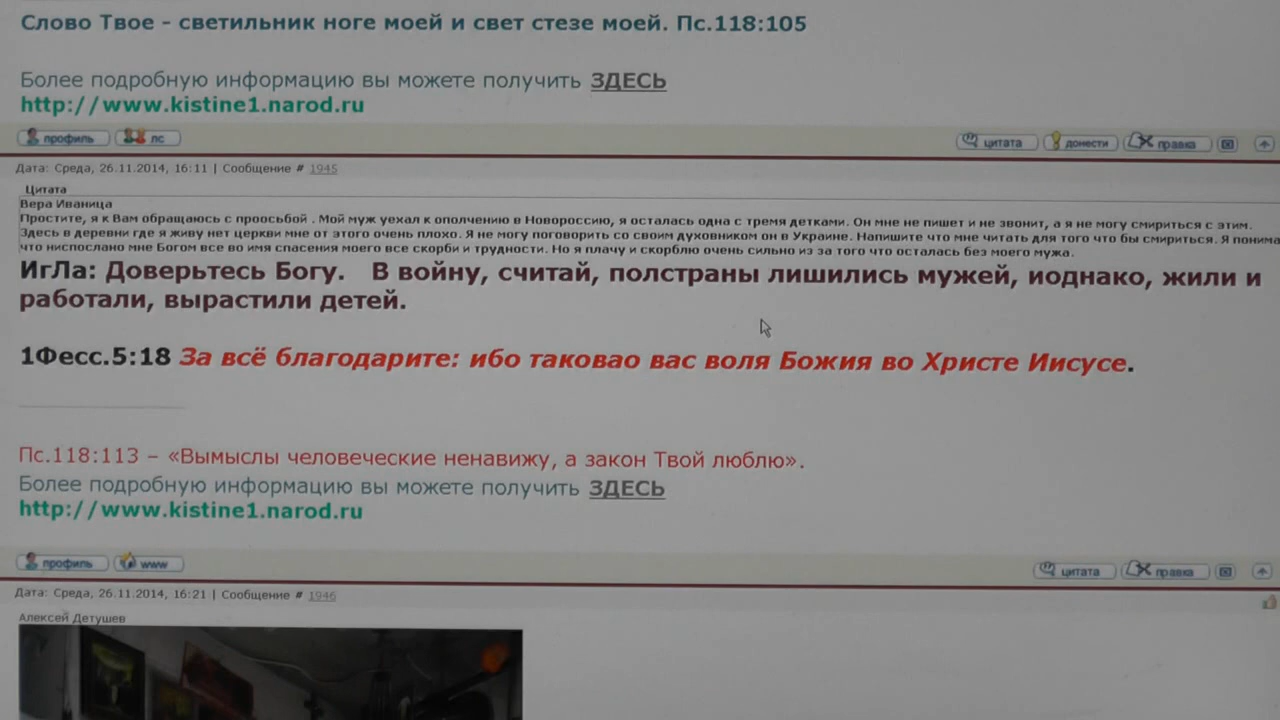 Слово Твое - светильник ноге моей и свет стезе моей. Пс.118:105
Более подробную информацию вы можете получить ЗДЕСЬ
http://www.kistine1.narod.ru
профиль лс цитата донести правка
Дата: Среда, 26.11.2014, 16:11 | Сообщение # 1945
Цитата
Вера Иваница
Простите, я к Вам обращаюсь с проосьбой . Мой муж уехал к ополчению в Новороссию, я осталась одна с тремя детками. Он мне не пишет и не звонит, а я не могу смириться с этим.
Здесь в деревни где я живу нет церкви мне от этого очень плохо. Я не могу поговорить со своим духовником он в Украине. Напишите что мне читать для того что бы смириться. Я понима
что ниспослано мне Богом все во имя спасения моего все скорби и трудности. Но я плачу и скорблю очень сильно из за того что осталась без моего мужа.
ИгЛа: Доверьтесь Богу. В войну, считай, полстраны лишились мужей, иоднако, жили и
работали, вырастили детей.
1Фесс.5:18 За всё благодарите: ибо таковао вас воля Божия во Христе Иисусе.
Пс.118:113 – «Вымыслы человеческие ненавижу, а закон Твой люблю».
Более подробную информацию вы можете получить ЗДЕСЬ
http://www.kistine1.narod.ru
профиль www цитата правка
Дата: Среда, 26.11.2014, 16:21 | Сообщение # 1946
Алексей Детушев